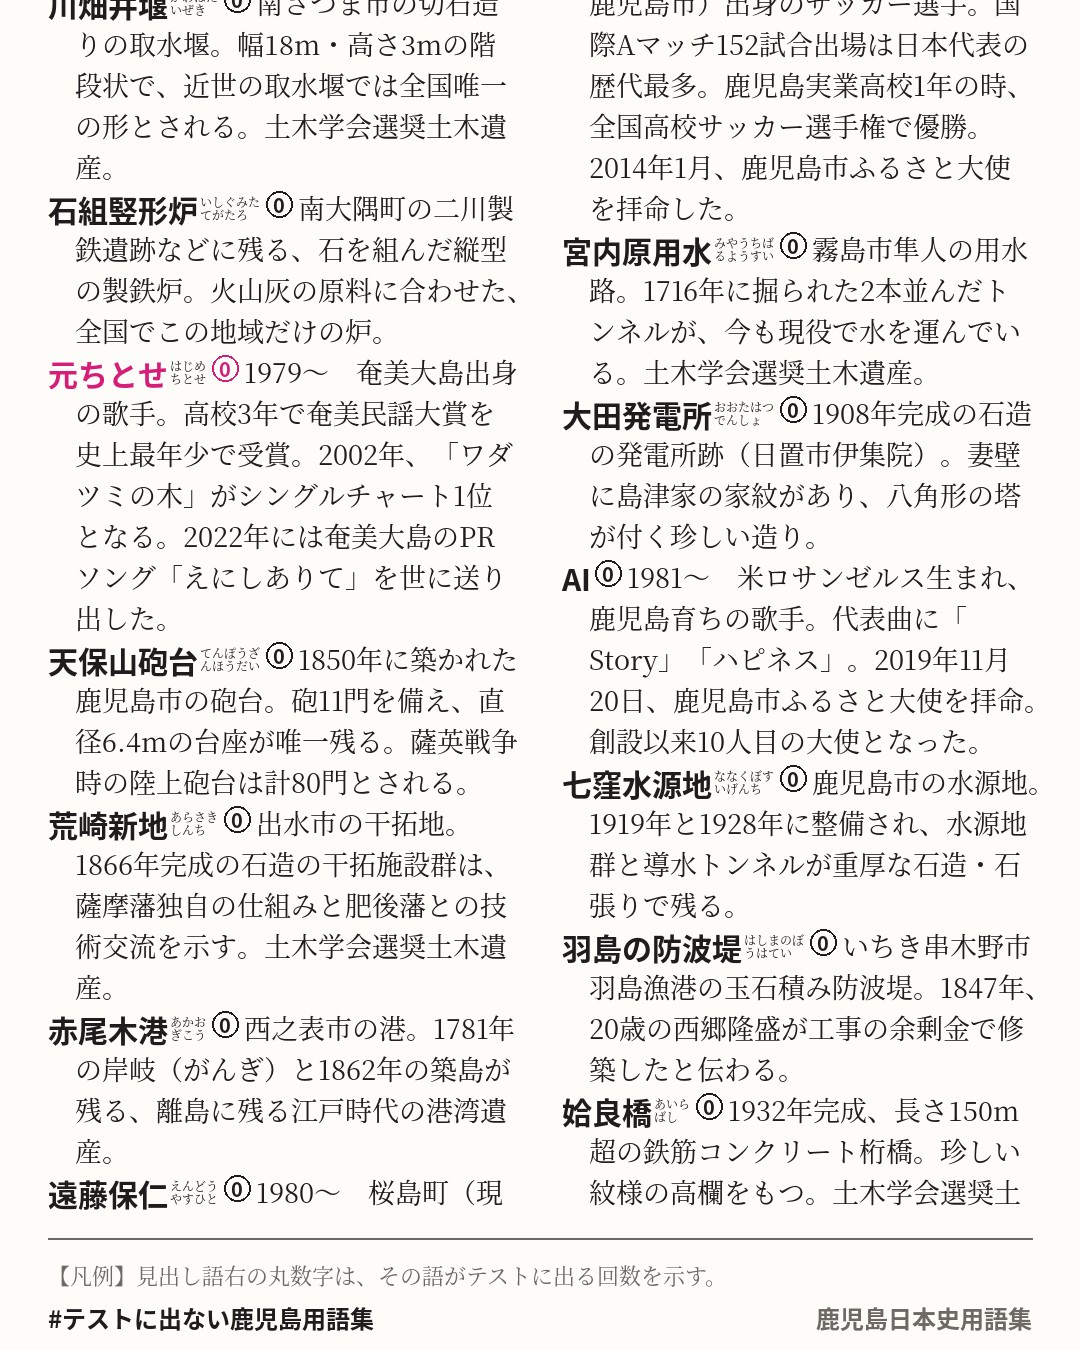 川畑井堰 いぜき ⓪ 南さつま市の切石造
りの取水堰。幅18m・高さ3mの階
段状で、近世の取水堰では全国唯一
の形とされる。土木学会選奨土木遺
産。
石組竪形炉 いしぐみた てがたろ ⓪ 南大隅町の二川製
鉄遺跡などに残る、石を組んだ縦型
の製鉄炉。火山灰の原料に合わせた、
全国でこの地域だけの炉。
元ちとせ はじめ ちとせ ⓪ 1979〜　奄美大島出身
の歌手。高校3年で奄美民謡大賞を
史上最年少で受賞。2002年、「ワダ
ツミの木」がシングルチャート1位
となる。2022年には奄美大島のPR
ソング「えにしありて」を世に送り
出した。
天保山砲台 てんぽうざ んほうだい ⓪ 1850年に築かれた
鹿児島市の砲台。砲11門を備え、直
径6.4mの台座が唯一残る。薩英戦争
時の陸上砲台は計80門とされる。
荒崎新地 あらさき しんち ⓪ 出水市の干拓地。
1866年完成の石造の干拓施設群は、
薩摩藩独自の仕組みと肥後藩との技
術交流を示す。土木学会選奨土木遺
産。
赤尾木港 あかお ぎこう ⓪ 西之表市の港。1781年
の岸岐（がんぎ）と1862年の築島が
残る、離島に残る江戸時代の港湾遺
産。
遠藤保仁 えんどう やすひと ⓪ 1980〜　桜島町（現
鹿児島市）出身のサッカー選手。国
際Aマッチ152試合出場は日本代表の
歴代最多。鹿児島実業高校1年の時、
全国高校サッカー選手権で優勝。
2014年1月、鹿児島市ふるさと大使
を拝命した。
宮内原用水 みやうちば るようすい ⓪ 霧島市隼人の用水
路。1716年に掘られた2本並んだト
ンネルが、今も現役で水を運んでい
る。土木学会選奨土木遺産。
大田発電所 おおたはつ でんしょ ⓪ 1908年完成の石造
の発電所跡（日置市伊集院）。妻壁
に島津家の家紋があり、八角形の塔
が付く珍しい造り。
AI ⓪ 1981〜　米ロサンゼルス生まれ、
鹿児島育ちの歌手。代表曲に「
Story」「ハピネス」。2019年11月
20日、鹿児島市ふるさと大使を拝命。
創設以来10人目の大使となった。
七窪水源地 ななくぼす いげんち ⓪ 鹿児島市の水源地。
1919年と1928年に整備され、水源地
群と導水トンネルが重厚な石造・石
張りで残る。
羽島の防波堤 はしまのぼ うはてい ⓪ いちき串木野市
羽島漁港の玉石積み防波堤。1847年、
20歳の西郷隆盛が工事の余剰金で修
築したと伝わる。
姶良橋 あいら ばし ⓪ 1932年完成、長さ150m
超の鉄筋コンクリート桁橋。珍しい
紋様の高欄をもつ。土木学会選奨土
【凡例】見出し語右の丸数字は、その語がテストに出る回数を示す。
#テストに出ない鹿児島用語集
鹿児島日本史用語集